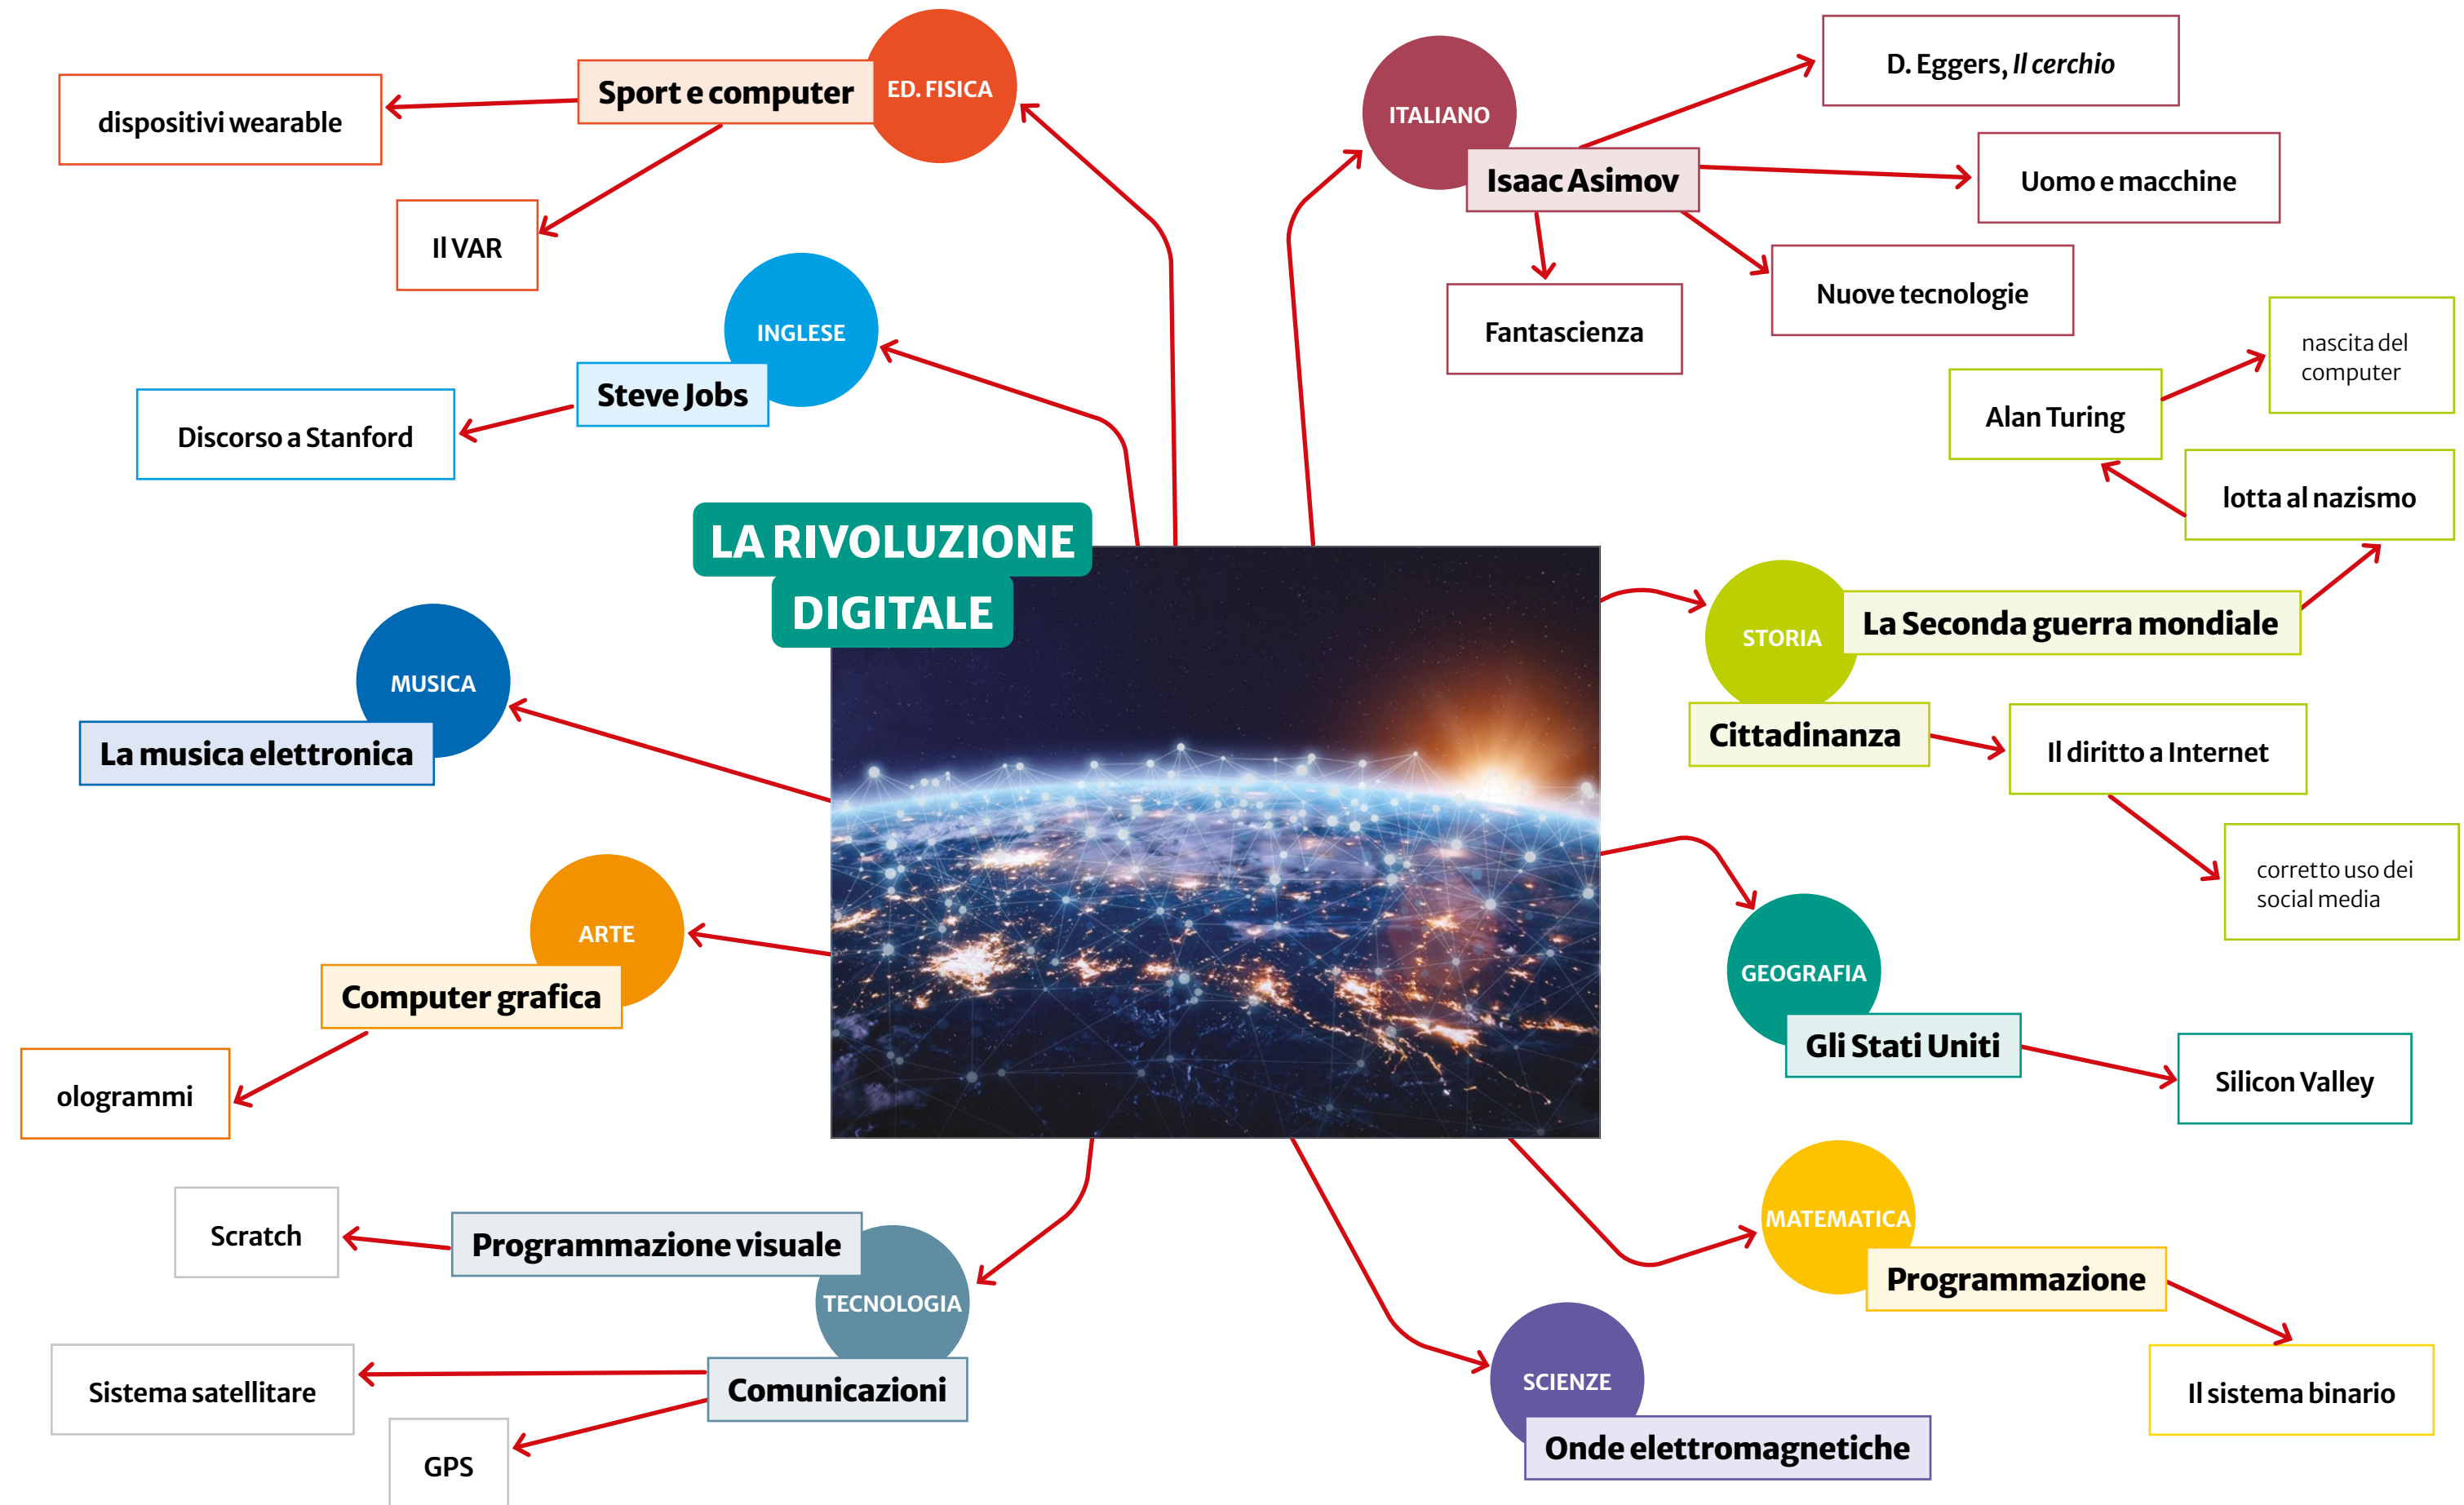 LA RIVOLUZIONE
DIGITALE
ED. FISICA
Sport e computer
dispositivi wearable
Il VAR
INGLESE
Steve Jobs
Discorso a Stanford
MUSICA
La musica elettronica
ARTE
Computer grafica
ologrammi
TECNOLOGIA
Programmazione visuale
Scratch
Comunicazioni
Sistema satellitare
GPS
ITALIANO
Isaac Asimov
D. Eggers, Il cerchio
Uomo e macchine
Nuove tecnologie
Fantascienza
STORIA
La Seconda guerra mondiale
lotta al nazismo
Alan Turing
nascita del
computer
Cittadinanza
Il diritto a Internet
corretto uso dei
social media
GEOGRAFIA
Gli Stati Uniti
Silicon Valley
MATEMATICA
Programmazione
Il sistema binario
SCIENZE
Onde elettromagnetiche